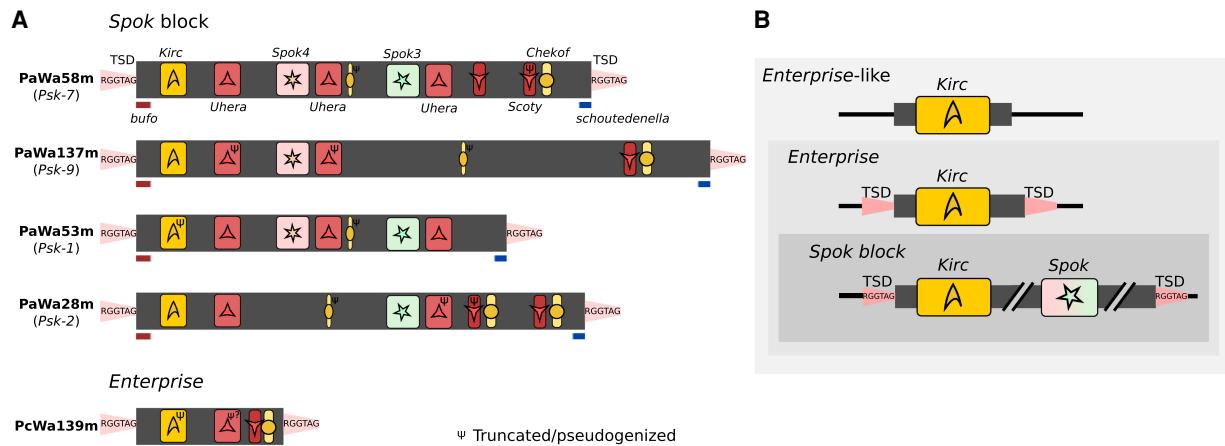 A
Spok block
TSD
Kirc
Spok4
Spok3
Chekof
TSD
PaWa58m
(Psk-7)
RGGTAG
ψ
ψ
RGGTAG
Uhera
Uhera
Uhera
Scoty
bufo
schoutedenella
PaWa137m
(Psk-9)
RGGTAG
ψ
ψ
ψ
RGGTAG
PaWa53m
(Psk-1)
RGGTAG
ψ
ψ
RGGTAG
PaWa28m
(Psk-2)
RGGTAG
ψ
ψ
ψ
RGGTAG
Enterprise
PcWa139m
RGGTAG
ψ
ψ?
RGGTAG
ψ Truncated/pseudogenized
B
Enterprise-like
Kirc
Enterprise
Kirc
TSD
TSD
Spok block
Kirc
Spok
TSD
TSD
RGGTAG
RGGTAG